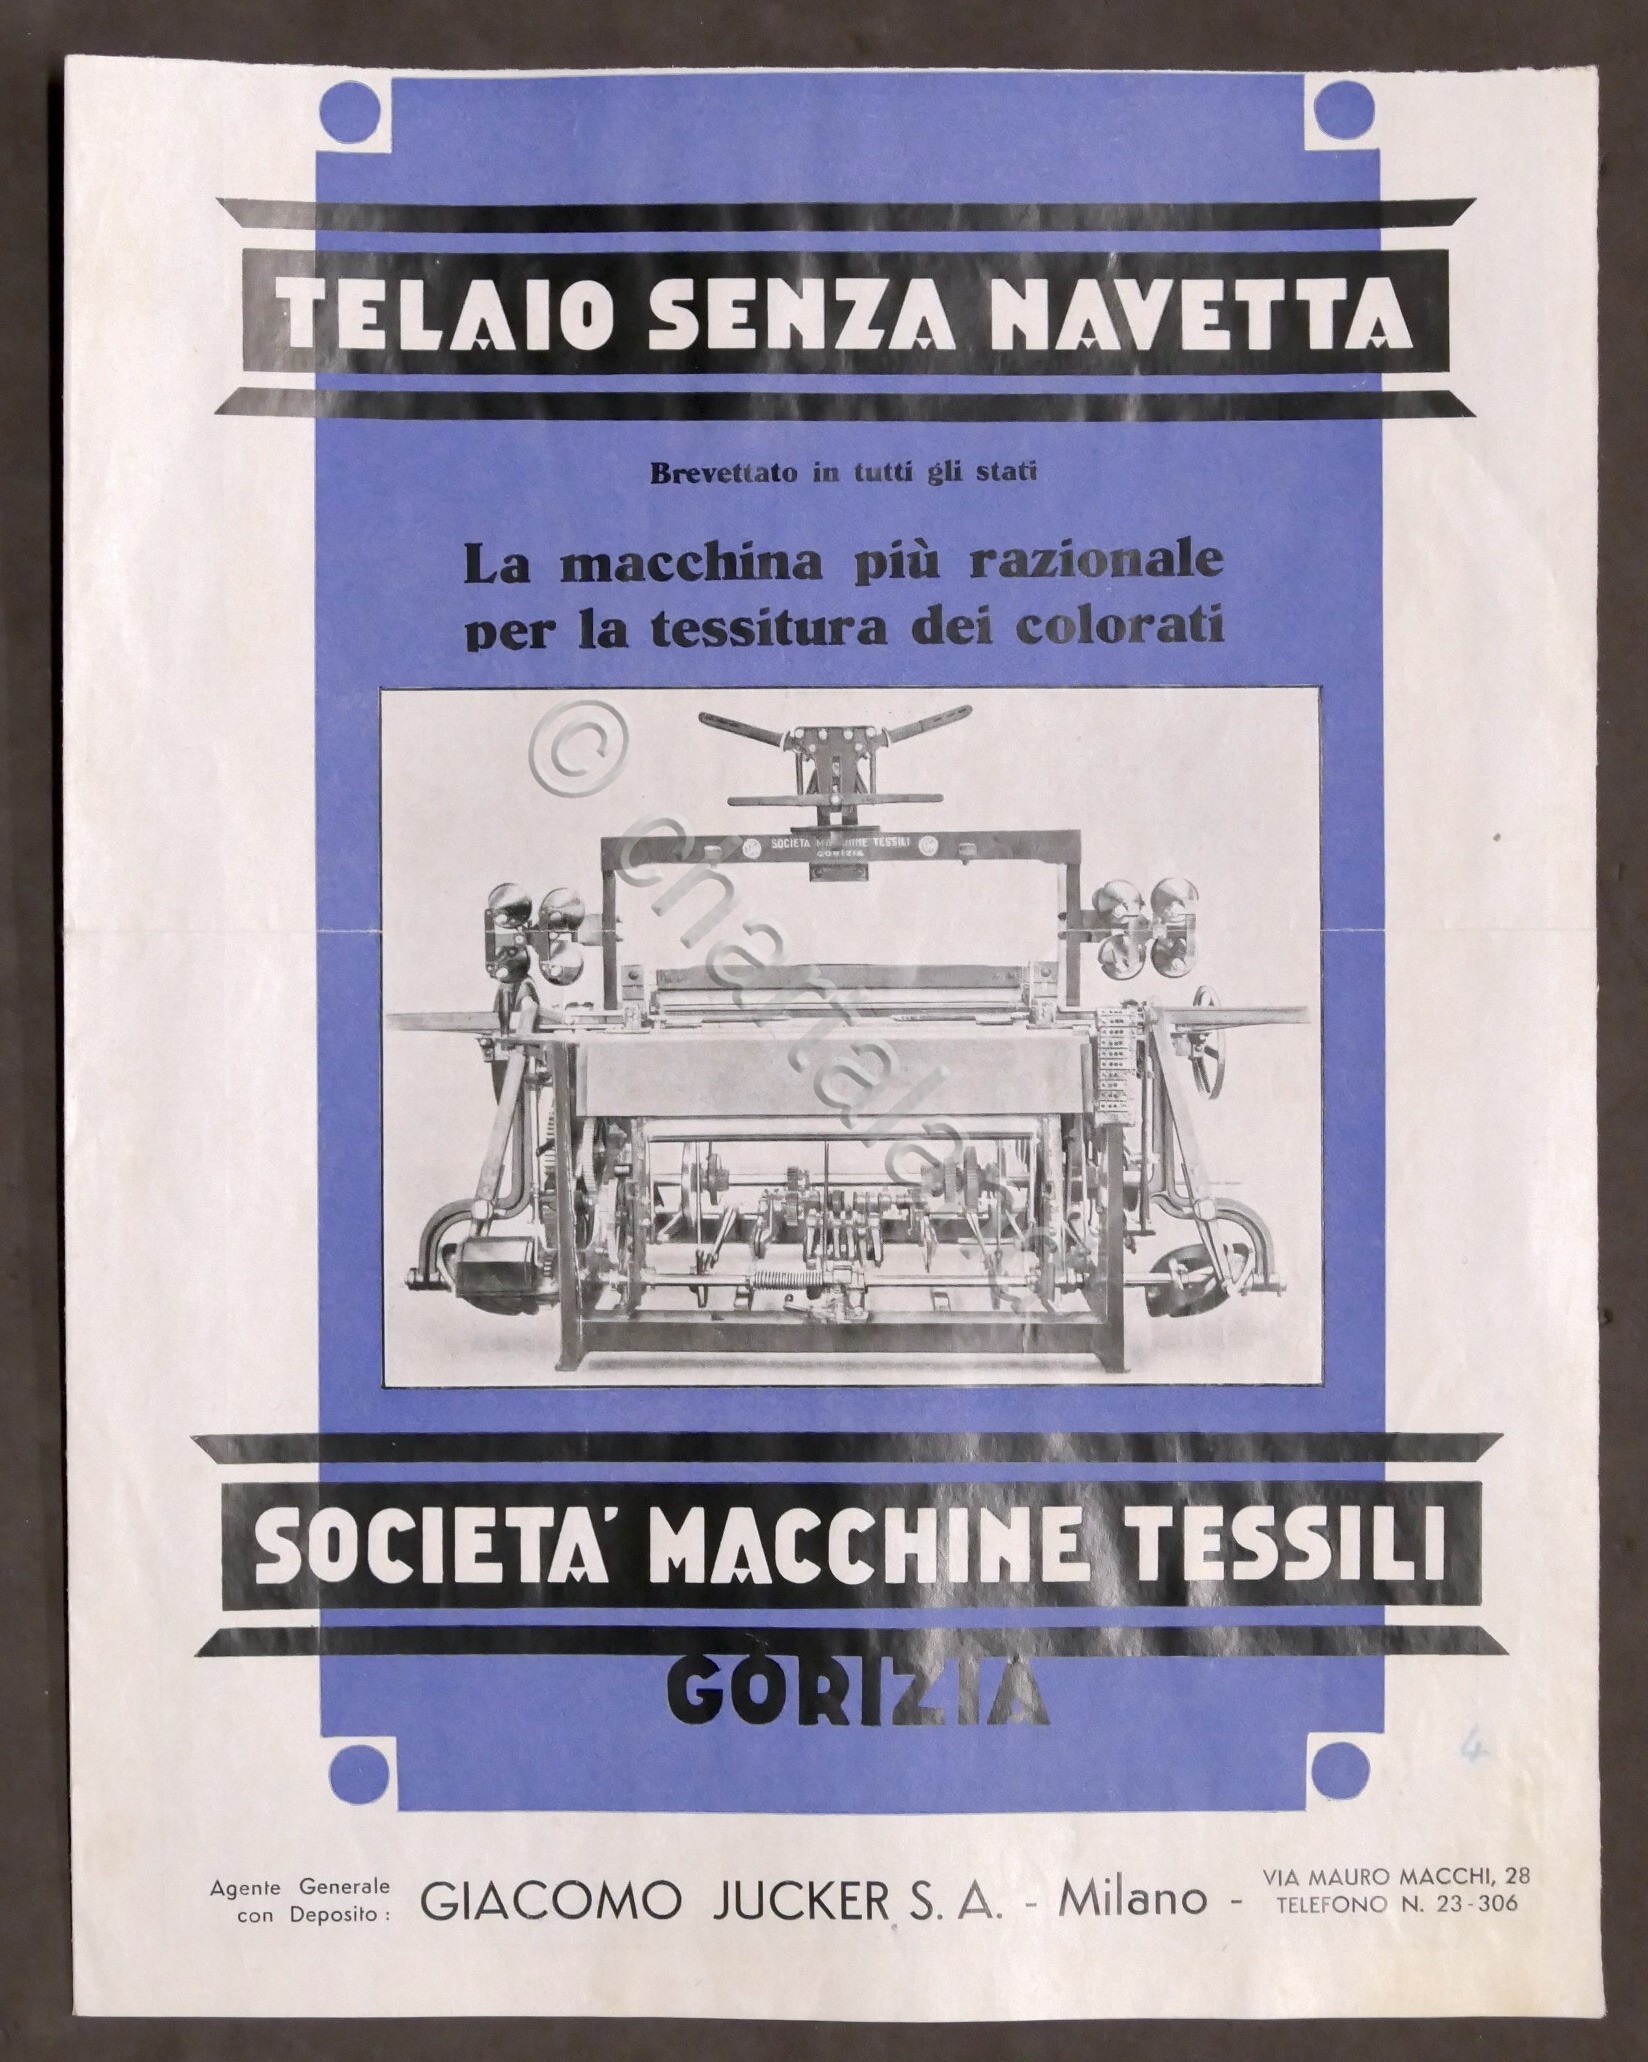 TELAIO SENZA NAVETTA
Brevettato in tutti gli stati
La macchina più razionale
per la tessitura dei colorati
SOCIETA MACCHINE TESSILI
GORIZIA
© chartaland
SOCIETA' MACCHINE TESSILI
GORIZIA
4
Agente Generale
con Deposito :
GIACOMO JUCKER S. A. - Milano -
VIA MAURO MACCHI, 28
TELEFONO N. 23-306